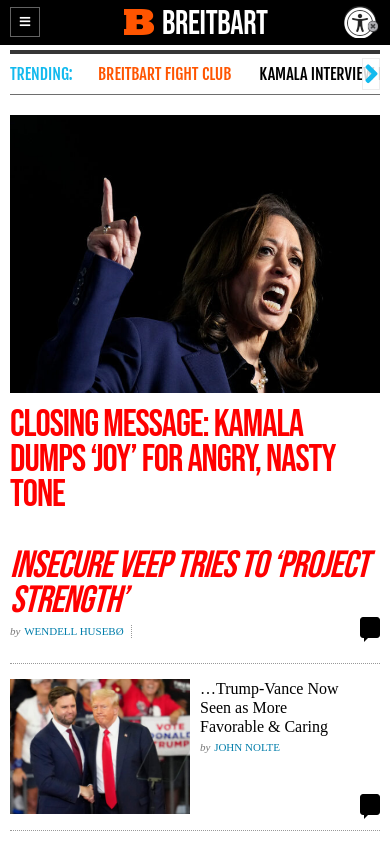 B BREITBART
TRENDING: BREITBART FIGHT CLUB KAMALA INTERVIE
CLOSING MESSAGE: KAMALA
DUMPS ‘JOY’ FOR ANGRY, NASTY
TONE
INSECURE VEEP TRIES TO ‘PROJECT
STRENGTH’
by WENDELL HUSEBØ
VOTE
DONALD
TRUMP
…Trump-Vance Now
Seen as More
Favorable & Caring
by JOHN NOLTE